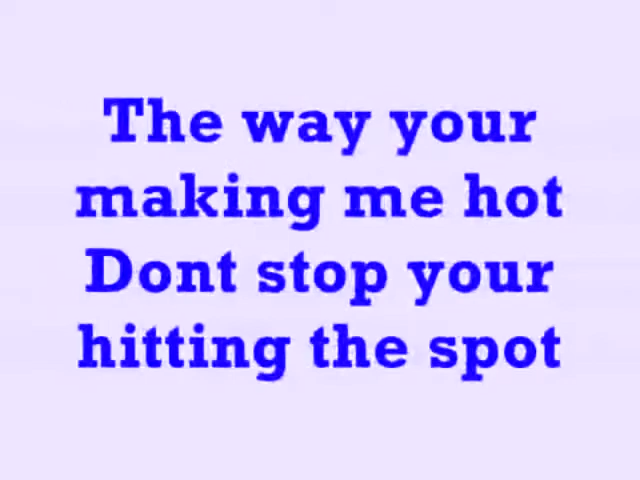 The way your
making me hot
Dont stop your
hitting the spot